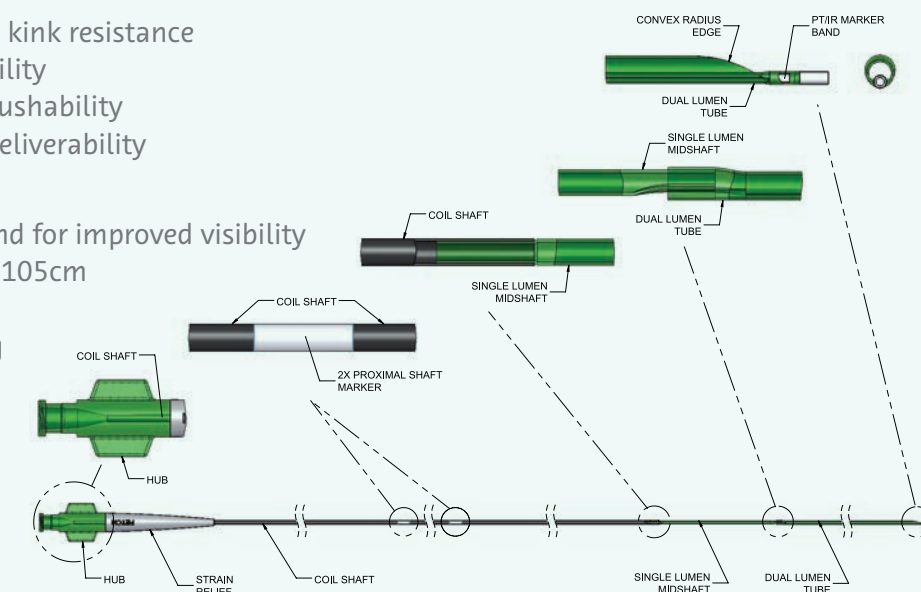 kink resistance
ushability
eliverability
for improved visibility
105cm
CONVEX RADIUS
EDGE
PT/IR MARKER
BAND
DUAL LUMEN
TUBE
SINGLE LUMEN
MIDSHAFT
DUAL LUMEN
TUBE
COIL SHAFT
SINGLE LUMEN
MIDSHAFT
COIL SHAFT
2X PROXIMAL SHAFT
MARKER
COIL SHAFT
HUB
HUB
STRAIN
RELIEF
COIL SHAFT
SINGLE LUMEN
MIDSHAFT
DUAL LUMEN
TUBE